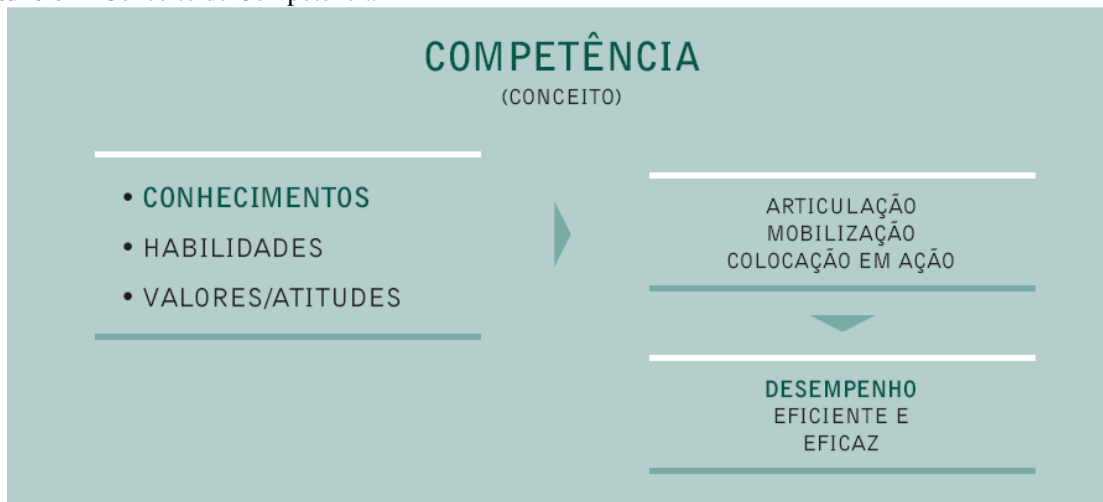 COMPETÊNCIA
(CONCEITO)
• CONHECIMENTOS
• HABILIDADES
• VALORES/ATITUDES
ARTICULAÇÃO
MOBILIZAÇÃO
COLOCAÇÃO EM AÇÃO
DESEMPENHO
EFICIENTE E
EFICAZ